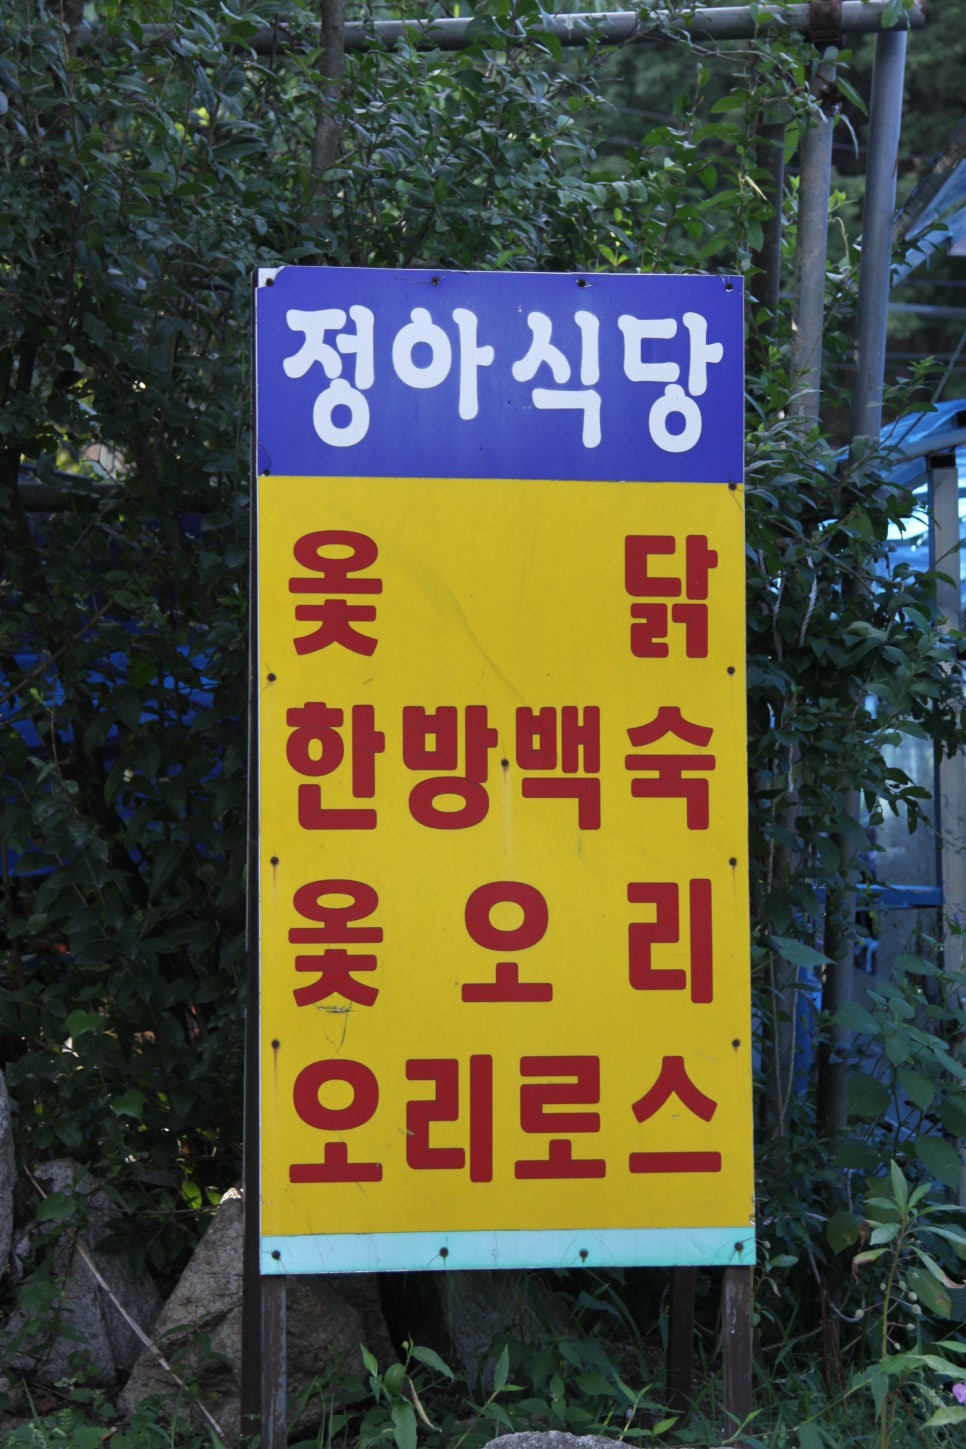 정아식당
옻 닭
한방백숙
옻 오 리
오리로스